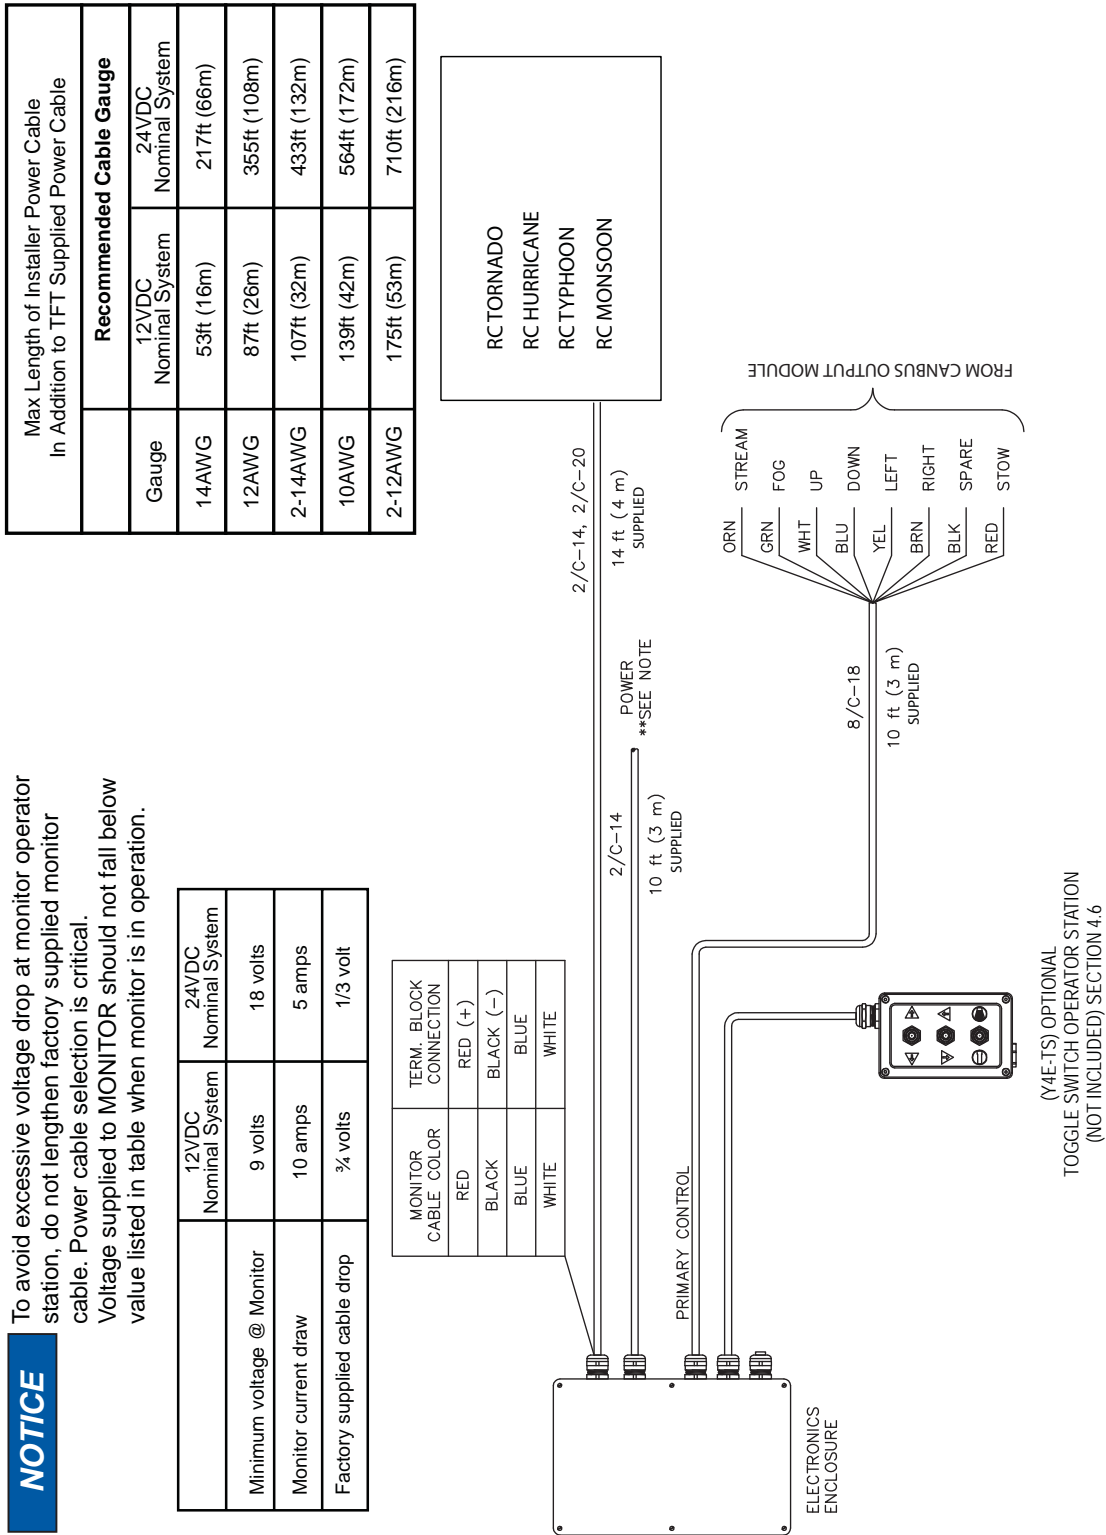 NOTICE
To avoid excessive voltage drop at monitor operator
station, do not lengthen factory supplied monitor
cable. Power cable selection is critical.
Voltage supplied to MONITOR should not fall below
value listed in table when monitor is in operation.
12VDC Nominal System 24VDC Nominal System
Minimum voltage @ Monitor 9 volts 18 volts
Monitor current draw 10 amps 5 amps
Factory supplied cable drop ¾ volts 1/3 volt
Max Length of Installer Power Cable
In Addition to TFT Supplied Power Cable
Recommended Cable Gauge
Gauge 12VDC Nominal System 24VDC Nominal System
14AWG 53ft (16m) 217ft (66m)
12AWG 87ft (26m) 355ft (108m)
2-14AWG 107ft (32m) 433ft (132m)
10AWG 139ft (42m) 564ft (172m)
2-12AWG 175ft (53m) 710ft (216m)
MONITOR CABLE COLOR TERM. BLOCK CONNECTION
RED RED (+)
BLACK BLACK (−)
BLUE BLUE
WHITE WHITE
2/C-14, 2/C-20
14 ft (4 m)
SUPPLIED
RC TORNADO
RC HURRICANE
RC TYPHOON
RC MONSOON
2/C-14
10 ft (3 m)
SUPPLIED
POWER
**SEE NOTE
ELECTRONICS
ENCLOSURE
PRIMARY CONTROL
8/C-18
10 ft (3 m)
SUPPLIED
ORN STREAM
GRN FOG
WHT UP
BLU DOWN
YEL LEFT
BRN RIGHT
BLK SPARE
RED STOW
FROM CANBUS OUTPUT MODULE
(Y4E-TS) OPTIONAL
TOGGLE SWITCH OPERATOR STATION
(NOT INCLUDED) SECTION 4.6